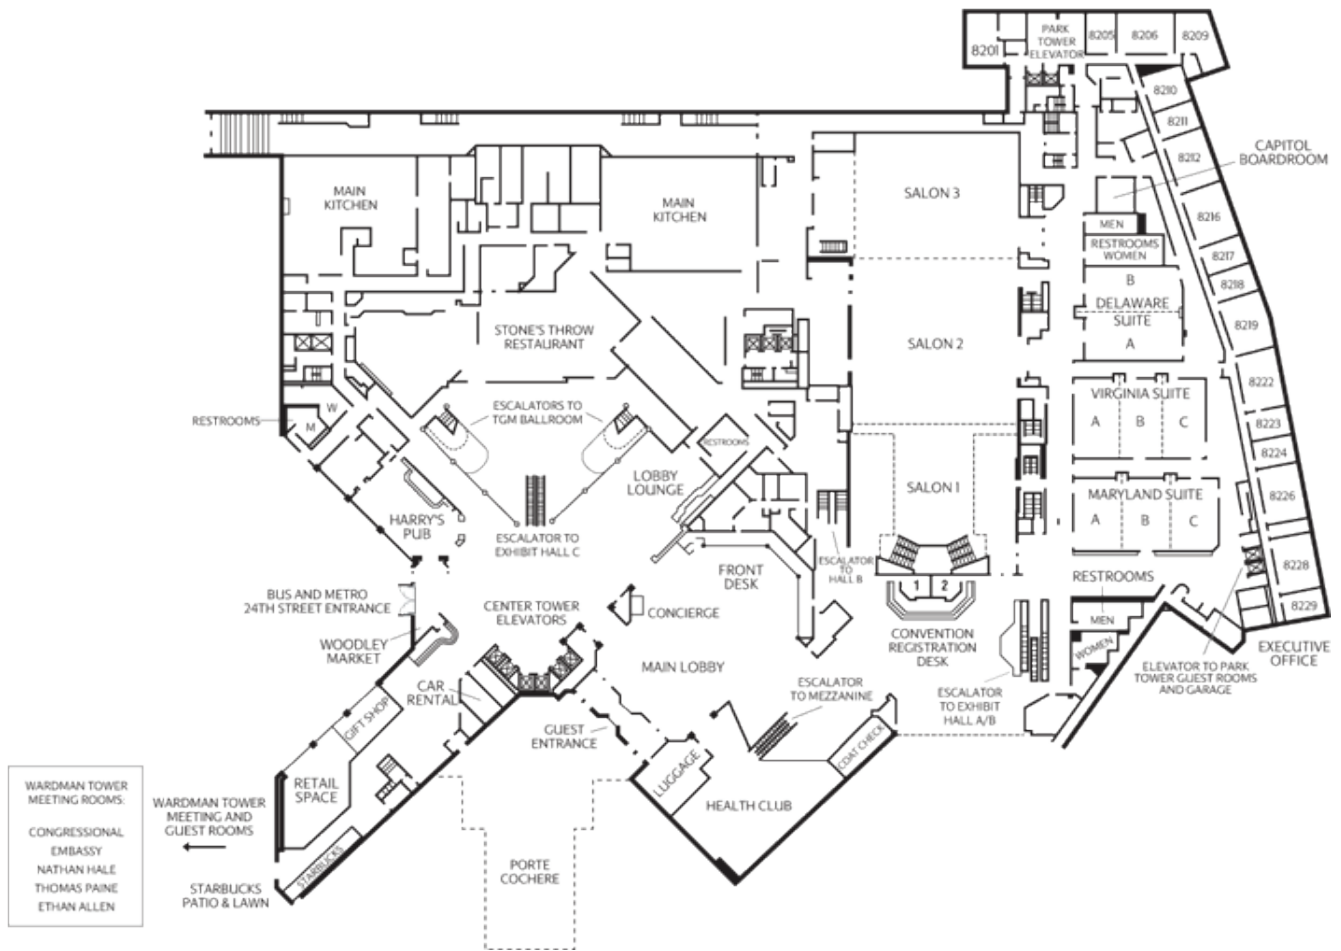 PARK
TOWER
ELEVATOR
8201
8205
8206
8209
8210
8211
8212
CAPITOL
BOARDROOM
8216
8217
8218
8219
8222
8223
8224
8226
8228
8229
MAIN
KITCHEN
MAIN
KITCHEN
SALON 3
MEN
RESTROOMS
WOMEN
B
DELAWARE
SUITE
A
STONE'S THROW
RESTAURANT
SALON 2
VIRGINIA SUITE
A
B
C
RESTROOMS
W
M
ESCALATORS TO
TGM BALLROOM
RESTROOMS
LOBBY
LOUNGE
SALON 1
MARYLAND SUITE
A
B
C
HARRY'S
PUB
ESCALATOR TO
EXHIBIT HALL C
FRONT
DESK
ESCALATOR
TO
HALL B
1
2
RESTROOMS
MEN
WOMEN
BUS AND METRO
24TH STREET ENTRANCE
CENTER TOWER
ELEVATORS
CONCIERGE
CONVENTION
REGISTRATION
DESK
EXECUTIVE
OFFICE
WOODLEY
MARKET
MAIN LOBBY
ELEVATOR TO PARK
TOWER GUEST ROOMS
AND GARAGE
CAR
RENTAL
ESCALATOR
TO MEZZANINE
ESCALATOR
TO EXHIBIT
HALL A/B
GIFT SHOP
GUEST
ENTRANCE
COAT CHECK
LUGGAGE
RETAIL
SPACE
HEALTH CLUB
WARDMAN TOWER
MEETING ROOMS:
CONGRESSIONAL
EMBASSY
NATHAN HALE
THOMAS PAINE
ETHAN ALLEN
WARDMAN TOWER
MEETING AND
GUEST ROOMS
STARBUCKS
STARBUCKS
PATIO & LAWN
PORTE
COCHERE